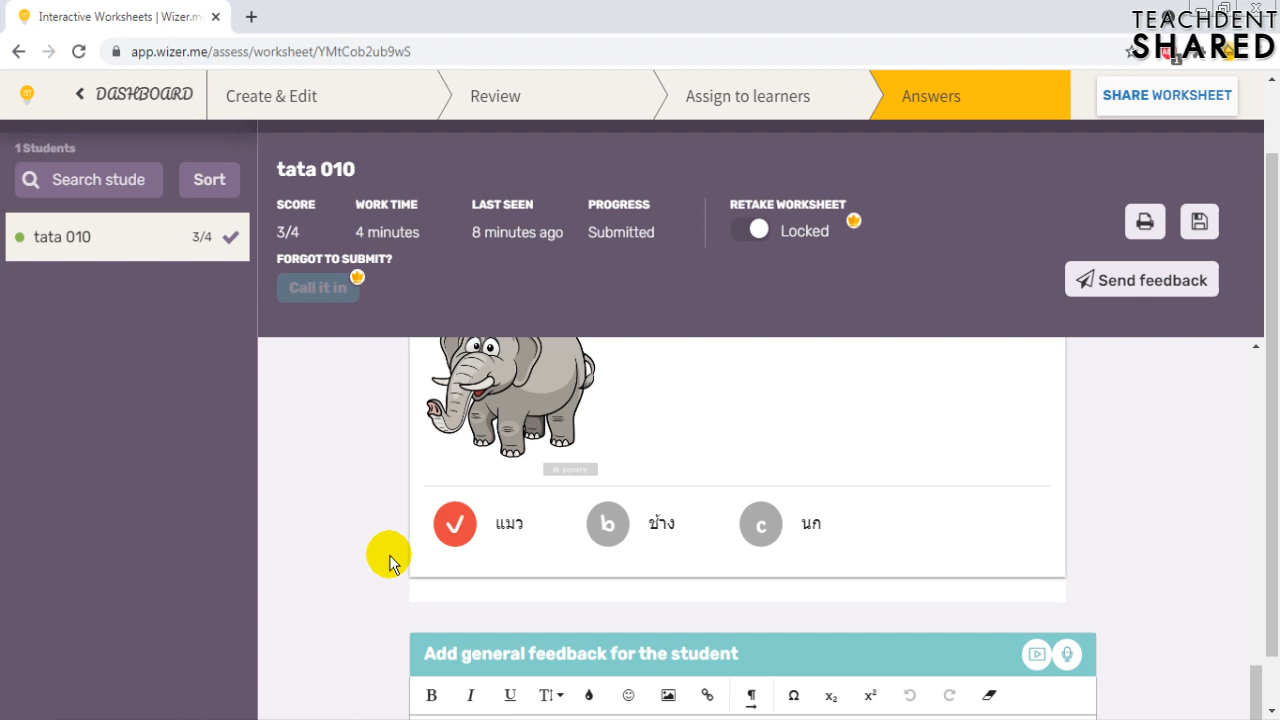 Interactive Worksheets | Wizer.m
app.wizer.me/assess/worksheet/YMtCob2ub9wS
TEACHDENT
SHARED
DASHBOARD
Create & Edit
Review
Assign to learners
Answers
SHARE WORKSHEET
1 Students
Search stude
Sort
tata 010
3/4
tata 010
SCORE
WORK TIME
LAST SEEN
PROGRESS
RETAKE WORKSHEET
3/4
4 minutes
8 minutes ago
Submitted
Locked
FORGOT TO SUBMIT?
Call it in
Send feedback
แมว
b
ช้าง
c
นก
Add general feedback for the student
B
I
U
T
Ω
x₂
x²